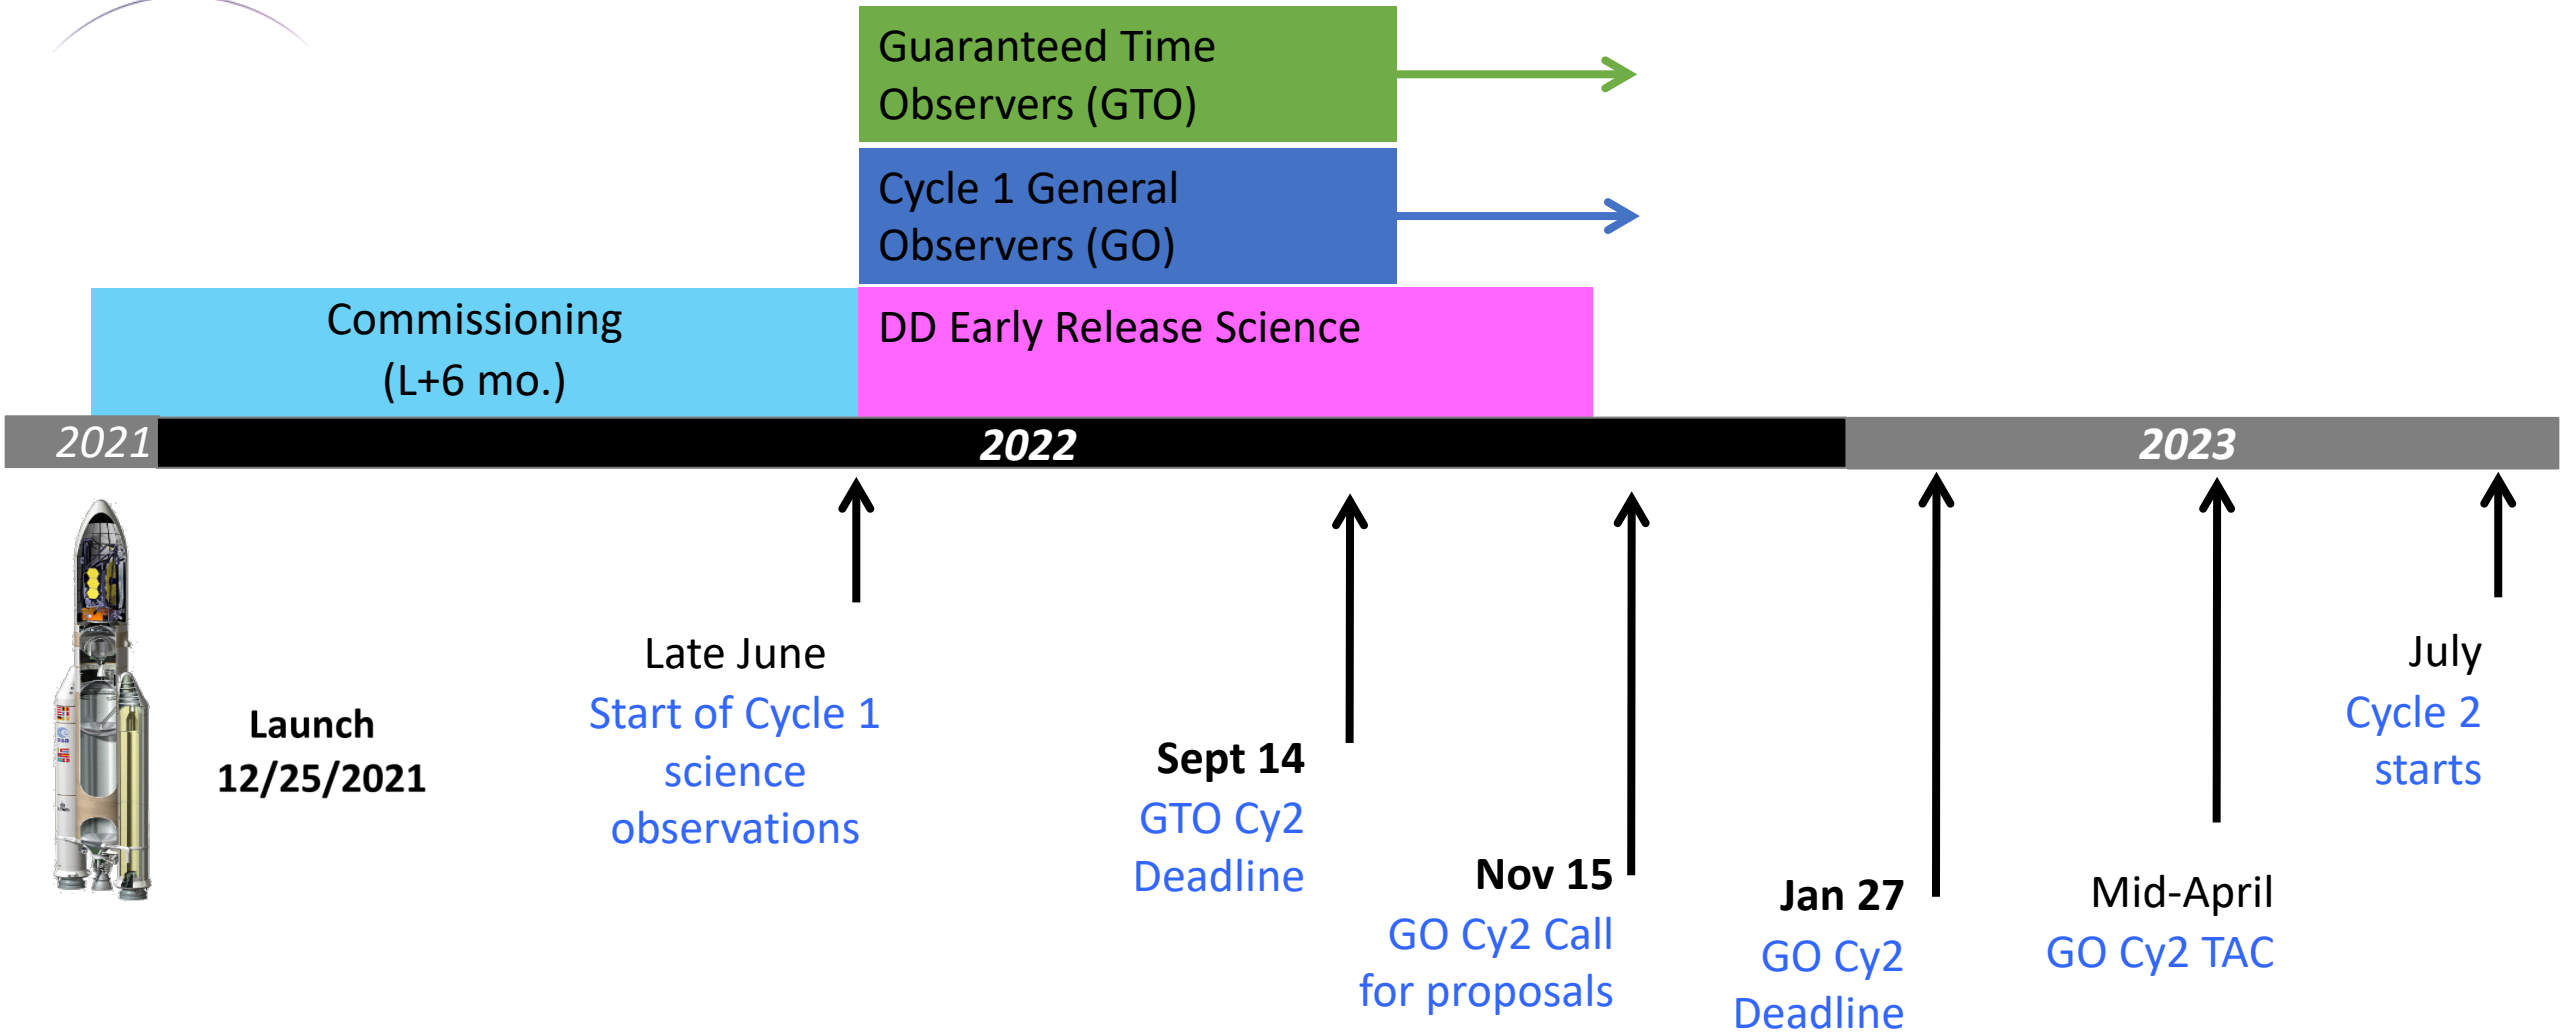 Guaranteed Time
Observers (GTO)
Cycle 1 General
Observers (GO)
Commissioning
(L+6 mo.)
DD Early Release Science
2021
2022
2023
Launch
12/25/2021
Late June
Start of Cycle 1
science
observations
Sept 14
GTO Cy2
Deadline
Nov 15
GO Cy2 Call
for proposals
Jan 27
GO Cy2
Deadline
Mid-April
GO Cy2 TAC
July
Cycle 2
starts